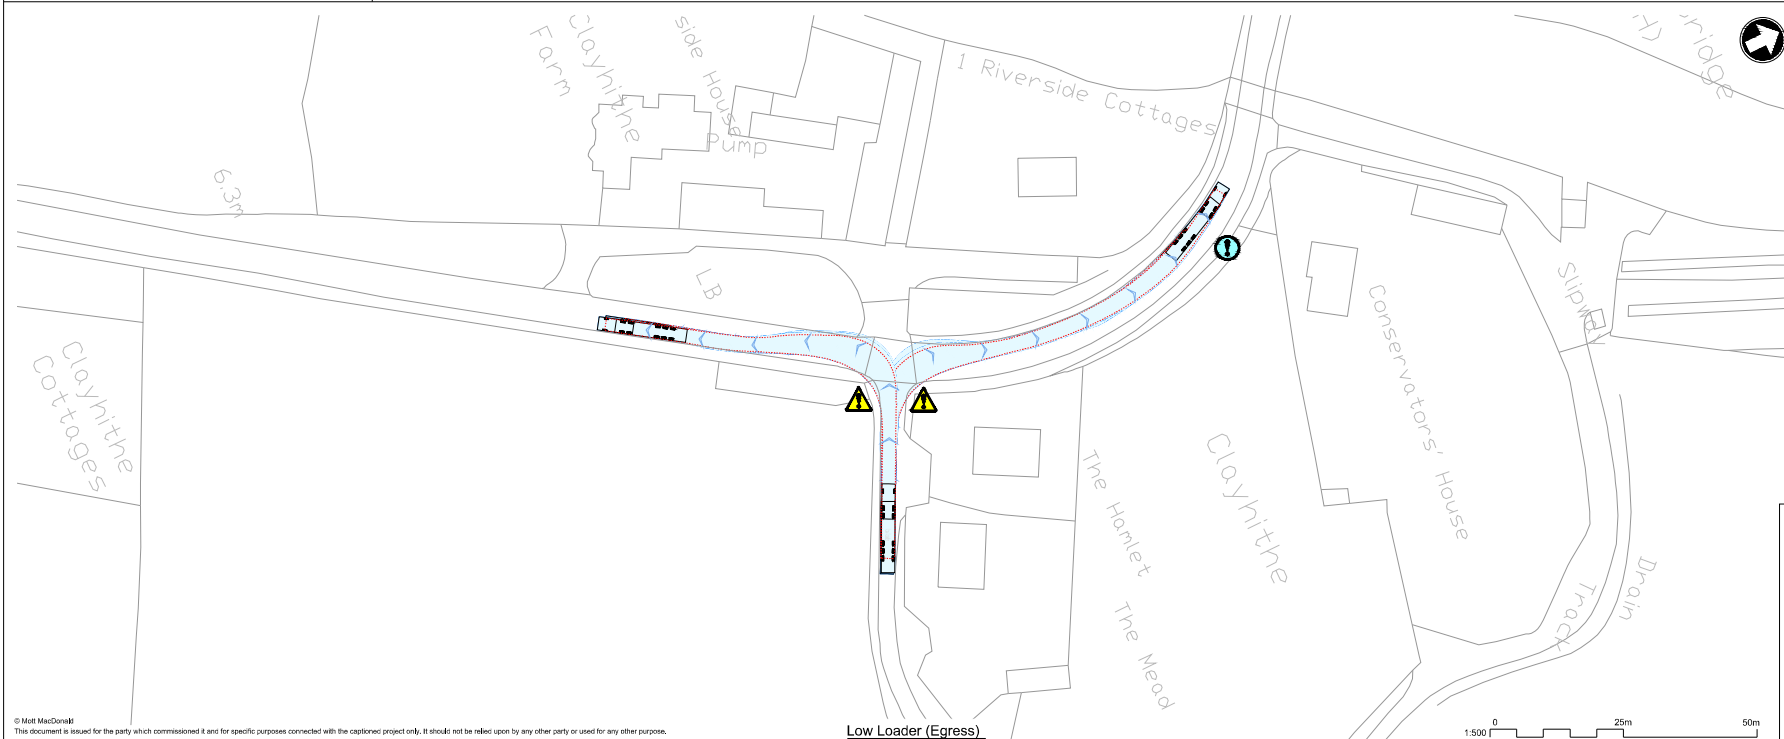 Clayhithe
Farm
side House
Pump
1 Riverside Cottages
6.3m
LB
Clayhithe
Cottages
Slipw
Conservators' House
Clayhithe
The Hamlet
The Mead
Drain
Track
© Mott MacDonald
This document is issued for the party which commissioned it and for specific purposes connected with the captioned project only. It should not be relied upon by any other party or used for any other purpose.
Low Loader (Egress)
0 25m 50m
1:500